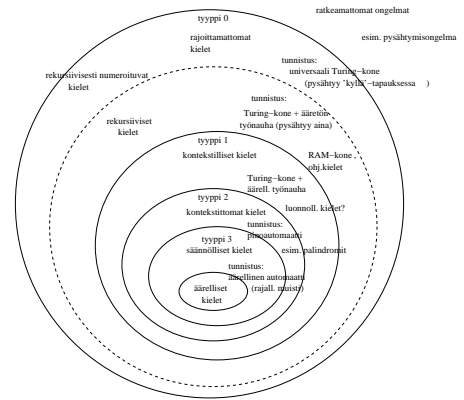 tyyppi 0
ratkeamattomat ongelmat
rajoittamattomat
kielet
esim. pysähtymisongelma
tunnistus:
universaali Turing−kone
(pysähtyy 'kyllä'−tapauksessa )
rekursiivisesti numeroituvat
kielet
tunnistus:
Turing−kone + ääretön
työnauha (pysähtyy aina)
rekursiiviset
kielet
tyyppi 1
kontekstilliset kielet
RAM−kone ,
ohj.kielet
Turing−kone +
äärell. työnauha
tyyppi 2
kontekstittomat kielet
luonnoll. kielet?
tunnistus:
pinoautomaatti
tyyppi 3
säännölliset kielet
esim. palindromit
tunnistus:
äärellinen automaatti
(rajall. muisti)
äärelliset
kielet